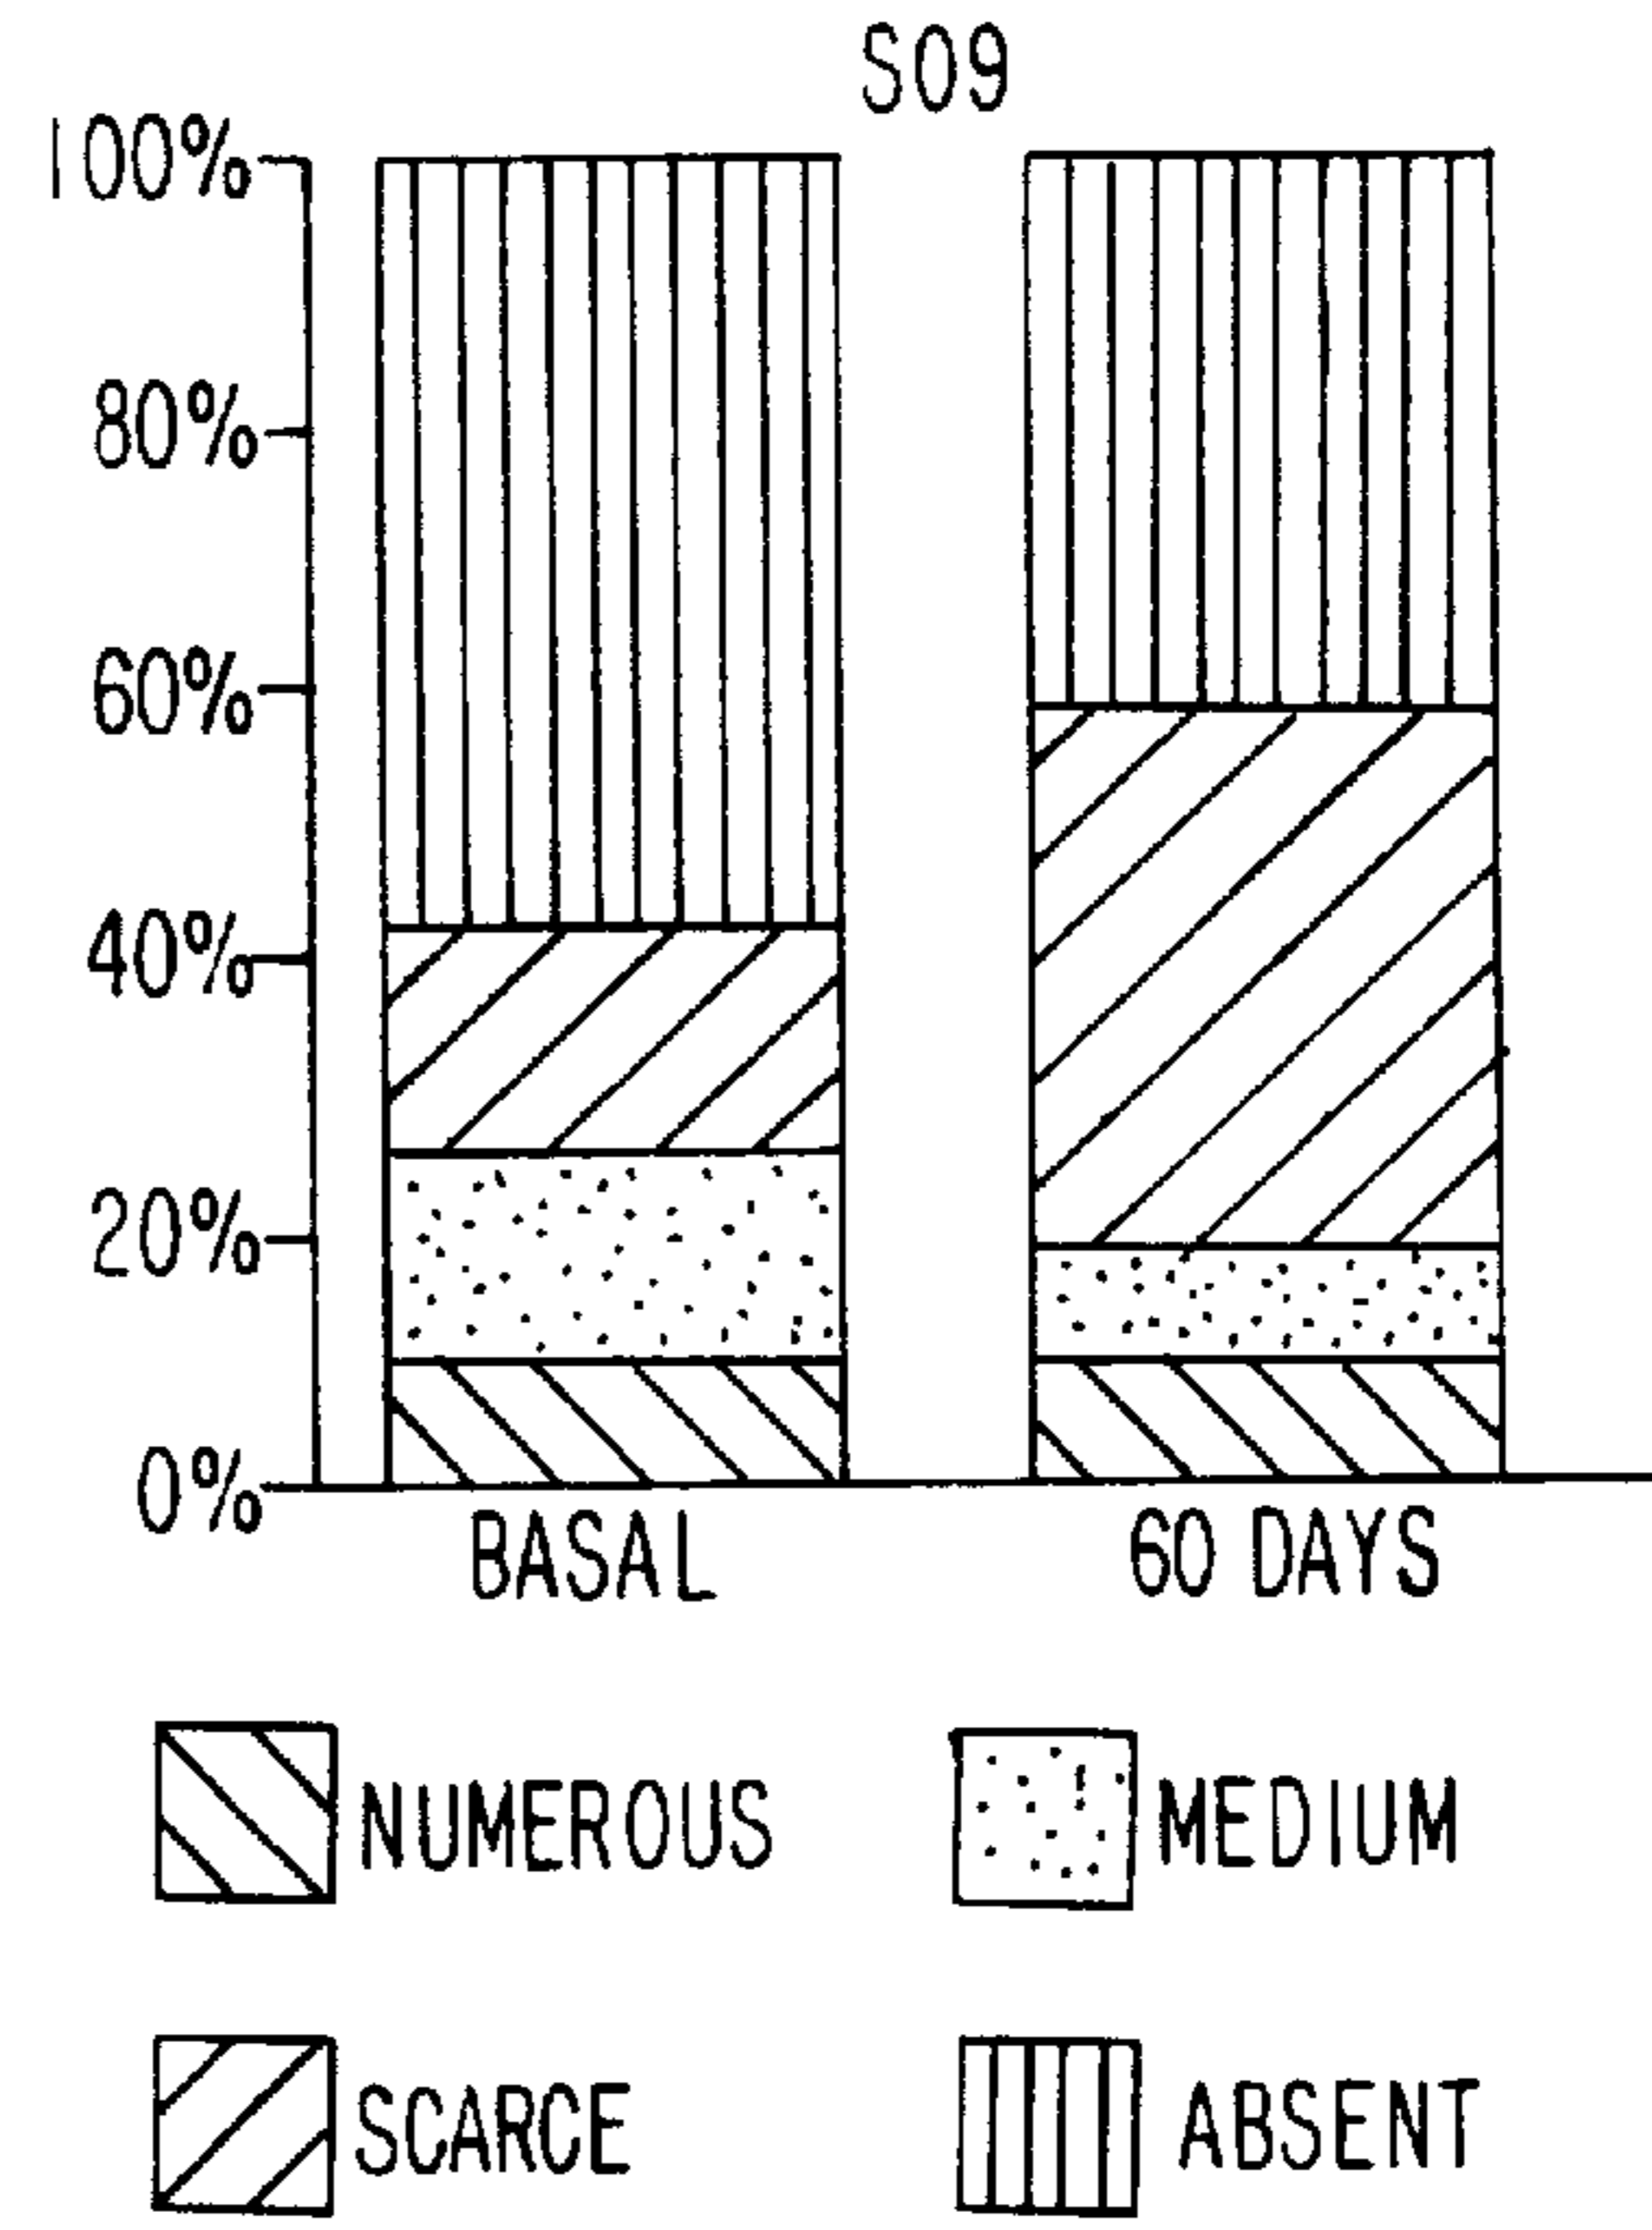 S09
100%
80%
60%
40%
20%
0%
BASAL
60 DAYS
NUMEROUS
MEDIUM
SCARCE
ABSENT